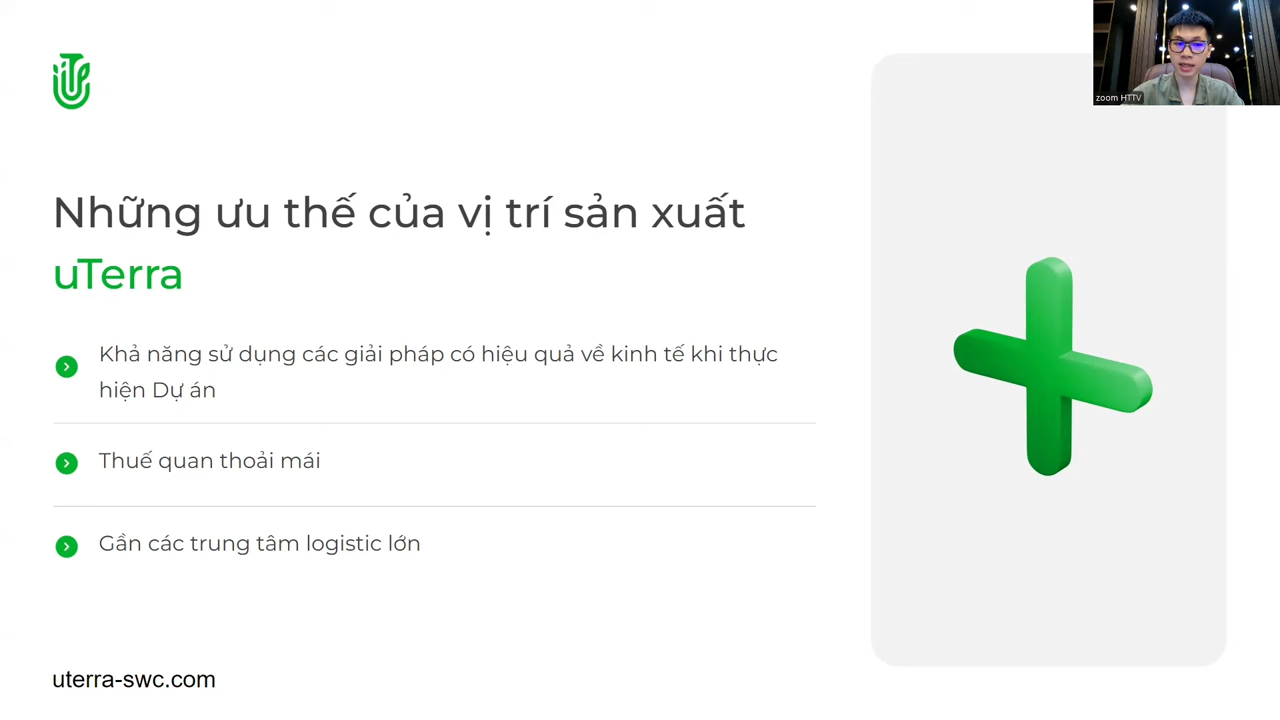 zoom HTTV
Những ưu thế của vị trí sản xuất
uTerra
Khả năng sử dụng các giải pháp có hiệu quả về kinh tế khi thực
hiện Dự án
Thuế quan thoải mái
Gần các trung tâm logistic lớn
uterra-swc.com